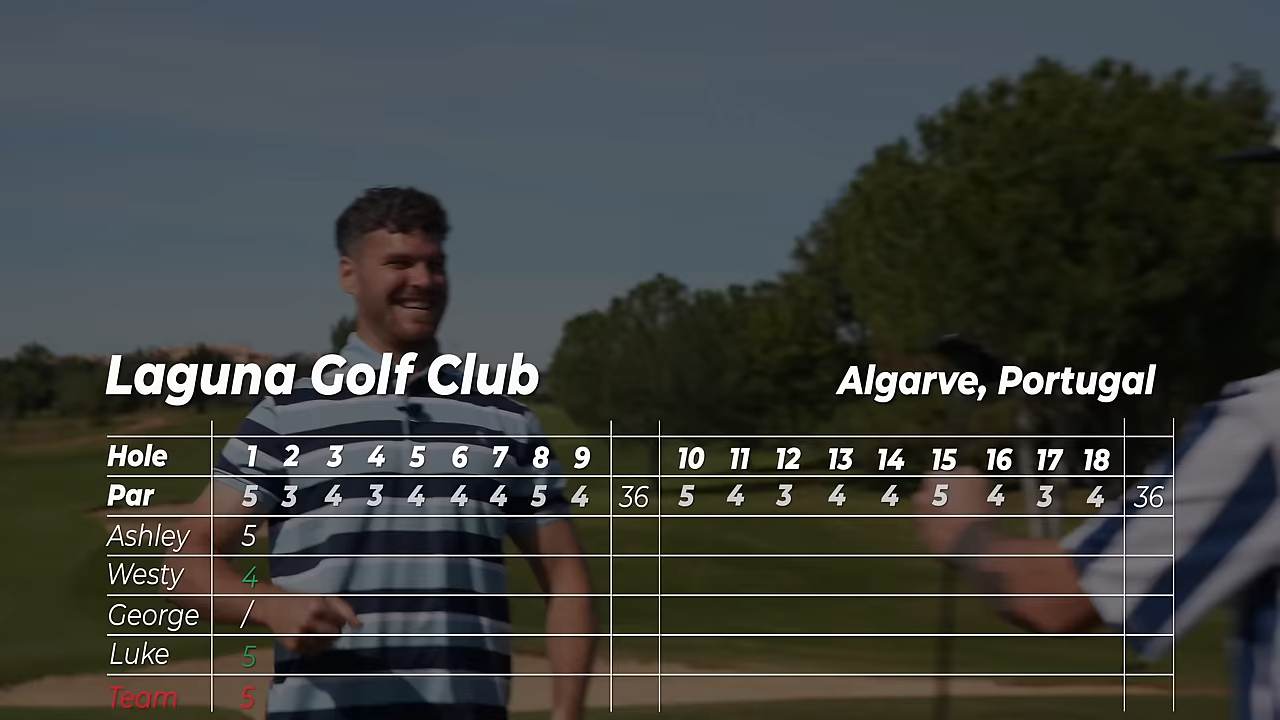 Laguna Golf Club
Algarve, Portugal
Hole 1 2 3 4 5 6 7 8 9 10 11 12 13 14 15 16 17 18
Par 5 3 4 3 4 4 4 5 4 36 5 4 3 4 4 5 4 3 4 36
Ashley 5
Westy 4
George /
Luke 5
Team 5